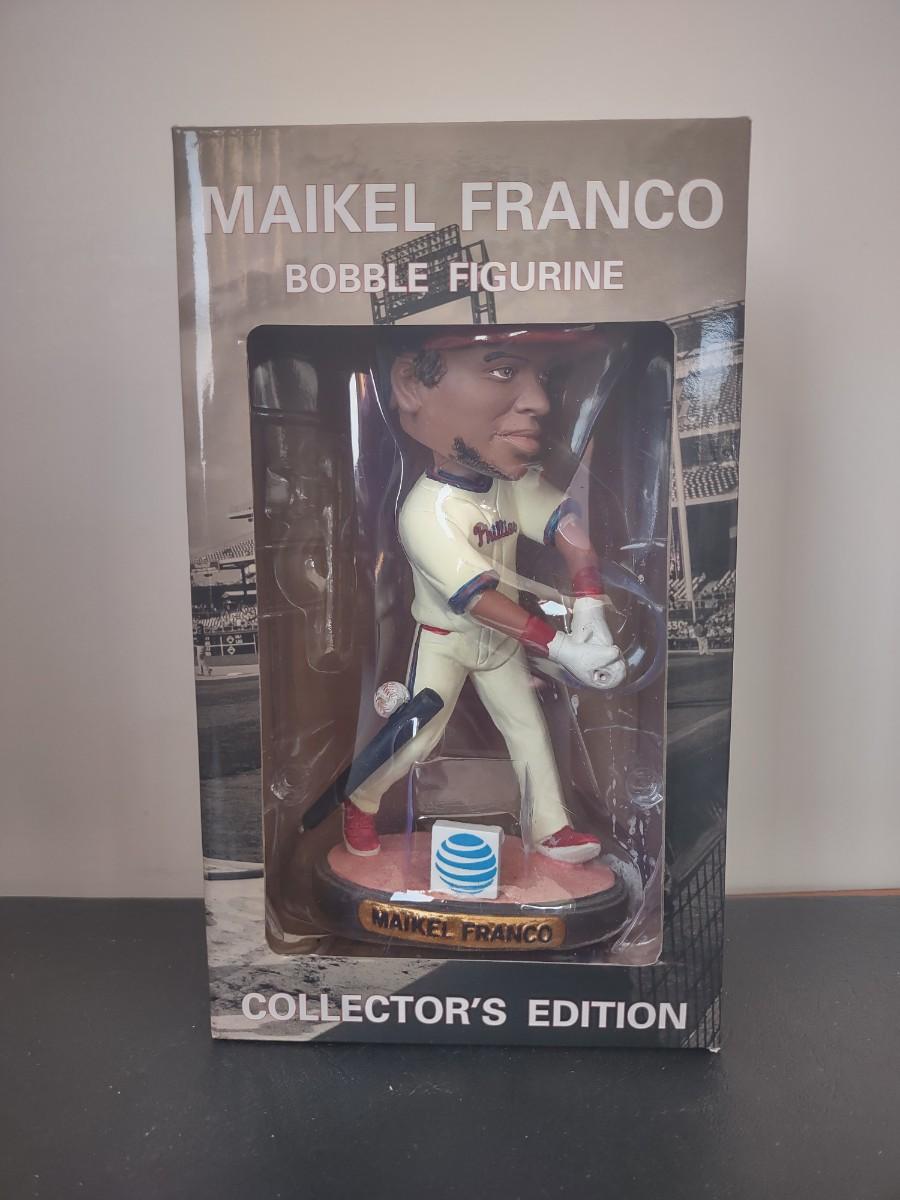 MAIKEL FRANCO
BOBBLE FIGURINE
Phillies
MAIKEL FRANCO
COLLECTOR'S EDITION